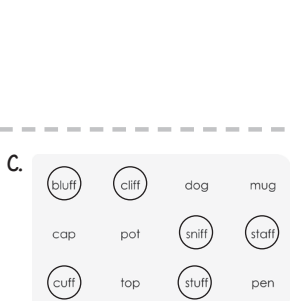 C.
bluff cliff dog mug
cap pot sniff staff
cuff top stuff pen